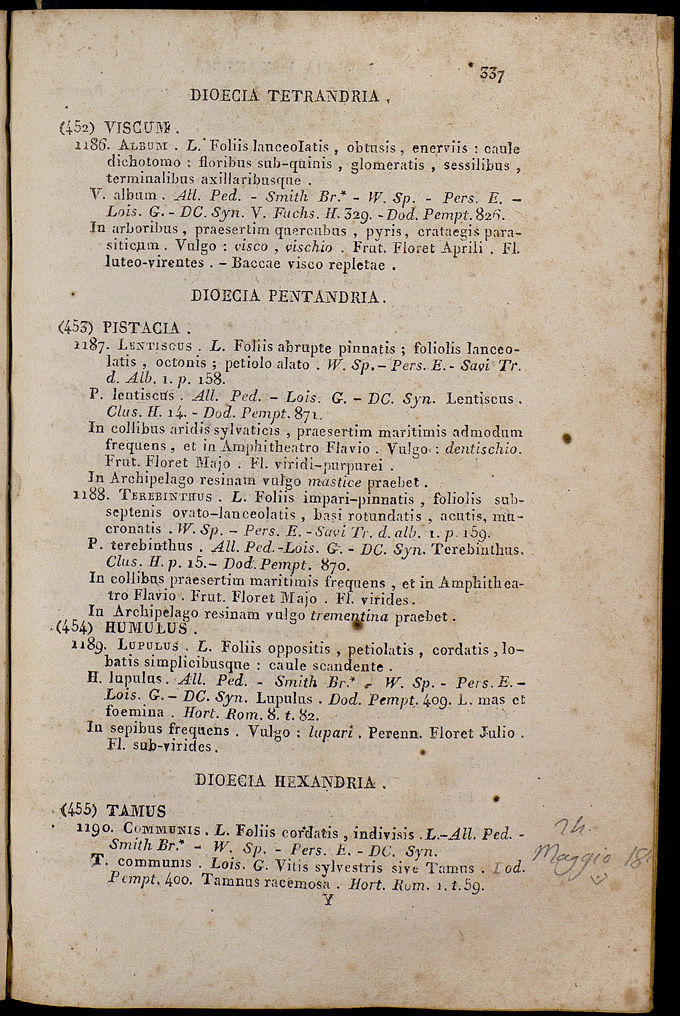 337
DIOECIA TETRANDRIA.
(452) VISCUM.
1186. ALBUM. L. Foliis lanceolatis, obtusis, enerviis: caule
dichotomo: floribus sub-quinis, glomeratis, sessilibus,
terminalibus axillaribusque.
V. album. All. Ped. - Smith Br.* - W. Sp. - Pers. E. -
Lois. G. - DC. Syn. V. Fuchs. H. 329. - Dod. Pempt. 826.
In arboribus, praesertim quercubus, pyris, crataegis para-
siticum. Vulgo: visco, vischio. Frut. Floret Aprili. Fl.
luteo-virentes. - Baccae visco repletae.
DIOECIA PENTANDRIA.
(453) PISTACIA.
1187. LENTISCUS. L. Foliis abrupte pinnatis; foliolis lanceo-
latis, octonis; petiolo alato. W. Sp. - Pers. E. - Savi Tr.
d. Alb. 1. p. 158.
P. lentiscus. All. Ped. - Lois. G. - DC. Syn. Lentiscus.
Clus. H. 14. - Dod. Pempt. 871.
In collibus aridis sylvaticis, praesertim maritimis admodum
frequens, et in Amphitheatro Flavio. Vulgo: dentischio.
Frut. Floret Majo. Fl. viridi-purpurei.
In Archipelago resinam vulgo mastice praebet.
1188. TEREBINTHUS. L. Foliis impari-pinnatis, foliolis sub-
septenis ovato-lanceolatis, basi rotundatis, acutis, mu-
cronatis. W. Sp. - Pers. E. - Savi Tr. d. alb. 1. p. 159.
P. terebinthus. All. Ped. - Lois. G. - DC. Syn. Terebinthus.
Clus. H. p. 15. - Dod. Pempt. 870.
In collibus praesertim maritimis frequens, et in Amphithea-
tro Flavio. Frut. Floret Majo. Fl. virides.
In Archipelago resinam vulgo trementina praebet.
(454) HUMULUS.
1189. LUPULUS. L. Foliis oppositis, petiolatis, cordatis, lo-
batis simplicibusque: caule scandente.
H. lupulus. All. Ped. - Smith Br.* - W. Sp. - Pers. E. -
Lois. G. - DC. Syn. Lupulus. Dod. Pempt. 409. L. mas et
foemina. Hort. Rom. 8. t. 82.
In sepibus frequens. Vulgo: lupari. Perenn. Floret Julio.
Fl. sub-virides.
DIOECIA HEXANDRIA.
(455) TAMUS
1190. COMMUNIS. L. Foliis cordatis, indivisis. L. - All. Ped. -
Smith Br.* - W. Sp. - Pers. E. - DC. Syn.
T. communis. Lois. G. Vitis sylvestris sive Tamus. Dod.
Pempt. 400. Tamnus racemosa. Hort. Rom. 1. t. 59.
Y
Maggio 18